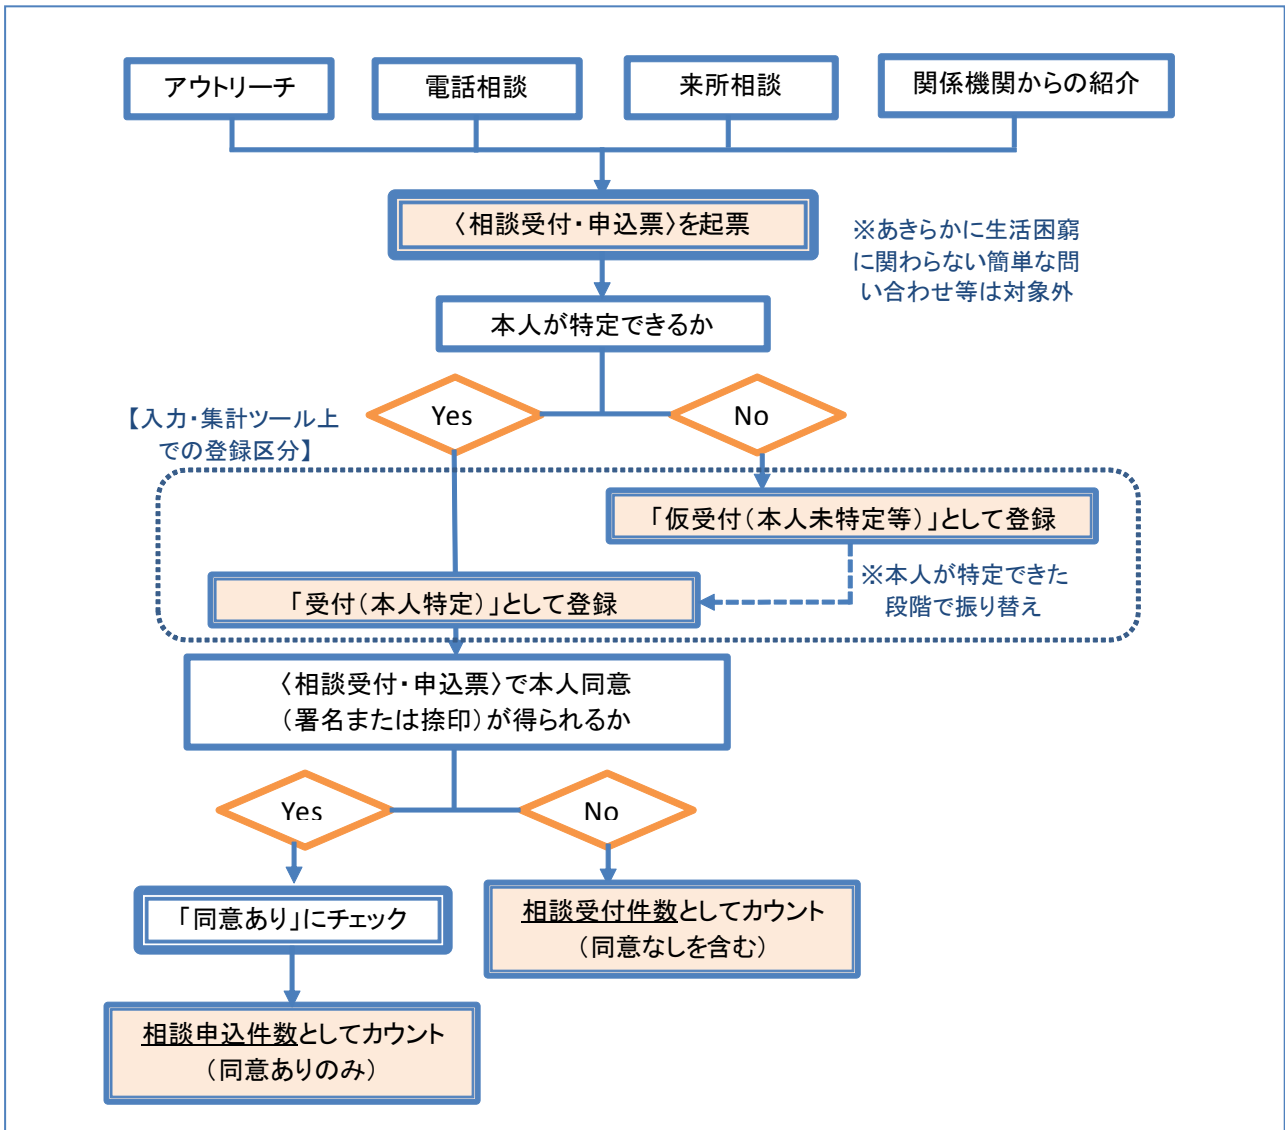 アウトリーチ
電話相談
来所相談
関係機関からの紹介
〈相談受付・申込票〉を起票
※あきらかに生活困窮
に関わらない簡単な問
い合わせ等は対象外
本人が特定できるか
Yes
No
【入力・集計ツール上
での登録区分】
「仮受付（本人未特定等）」として登録
※本人が特定できた
段階で振り替え
「受付（本人特定）」として登録
〈相談受付・申込票〉で本人同意
（署名または捺印）が得られるか
Yes
No
「同意あり」にチェック
相談受付件数としてカウント
（同意なしを含む）
相談申込件数としてカウント
（同意ありのみ）